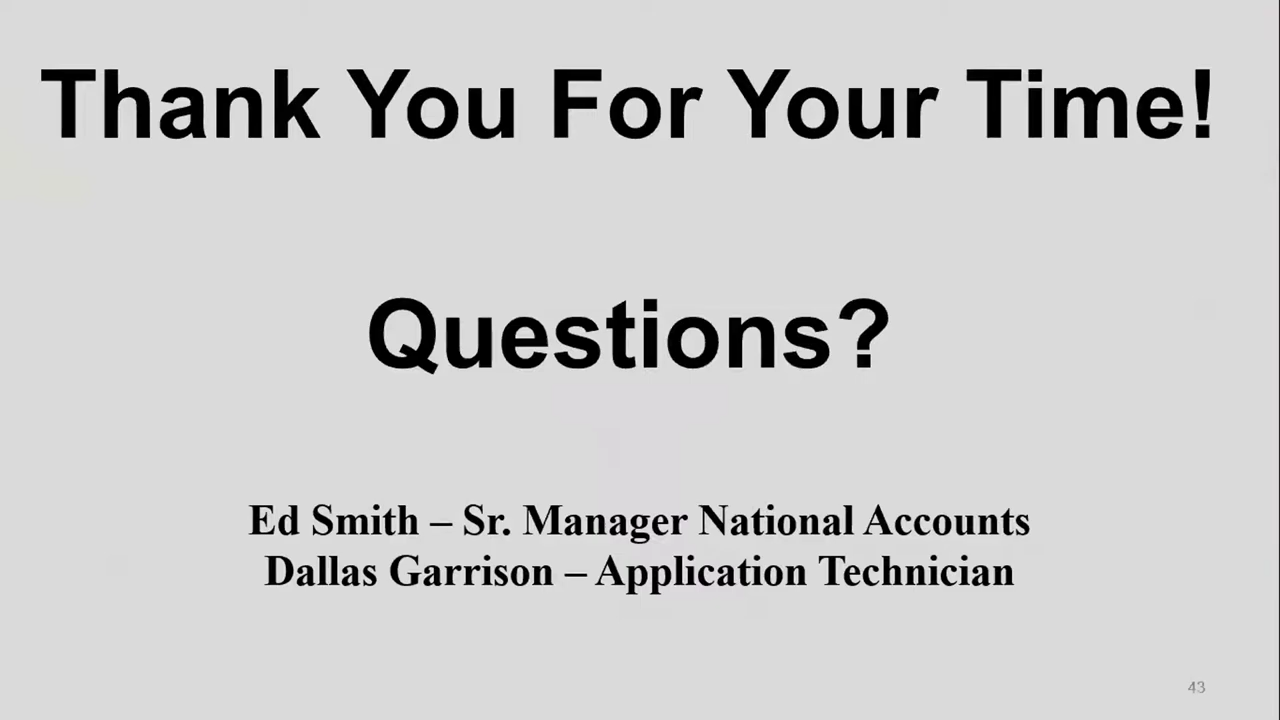 Thank You For Your Time!
Questions?
Ed Smith – Sr. Manager National Accounts
Dallas Garrison – Application Technician
43